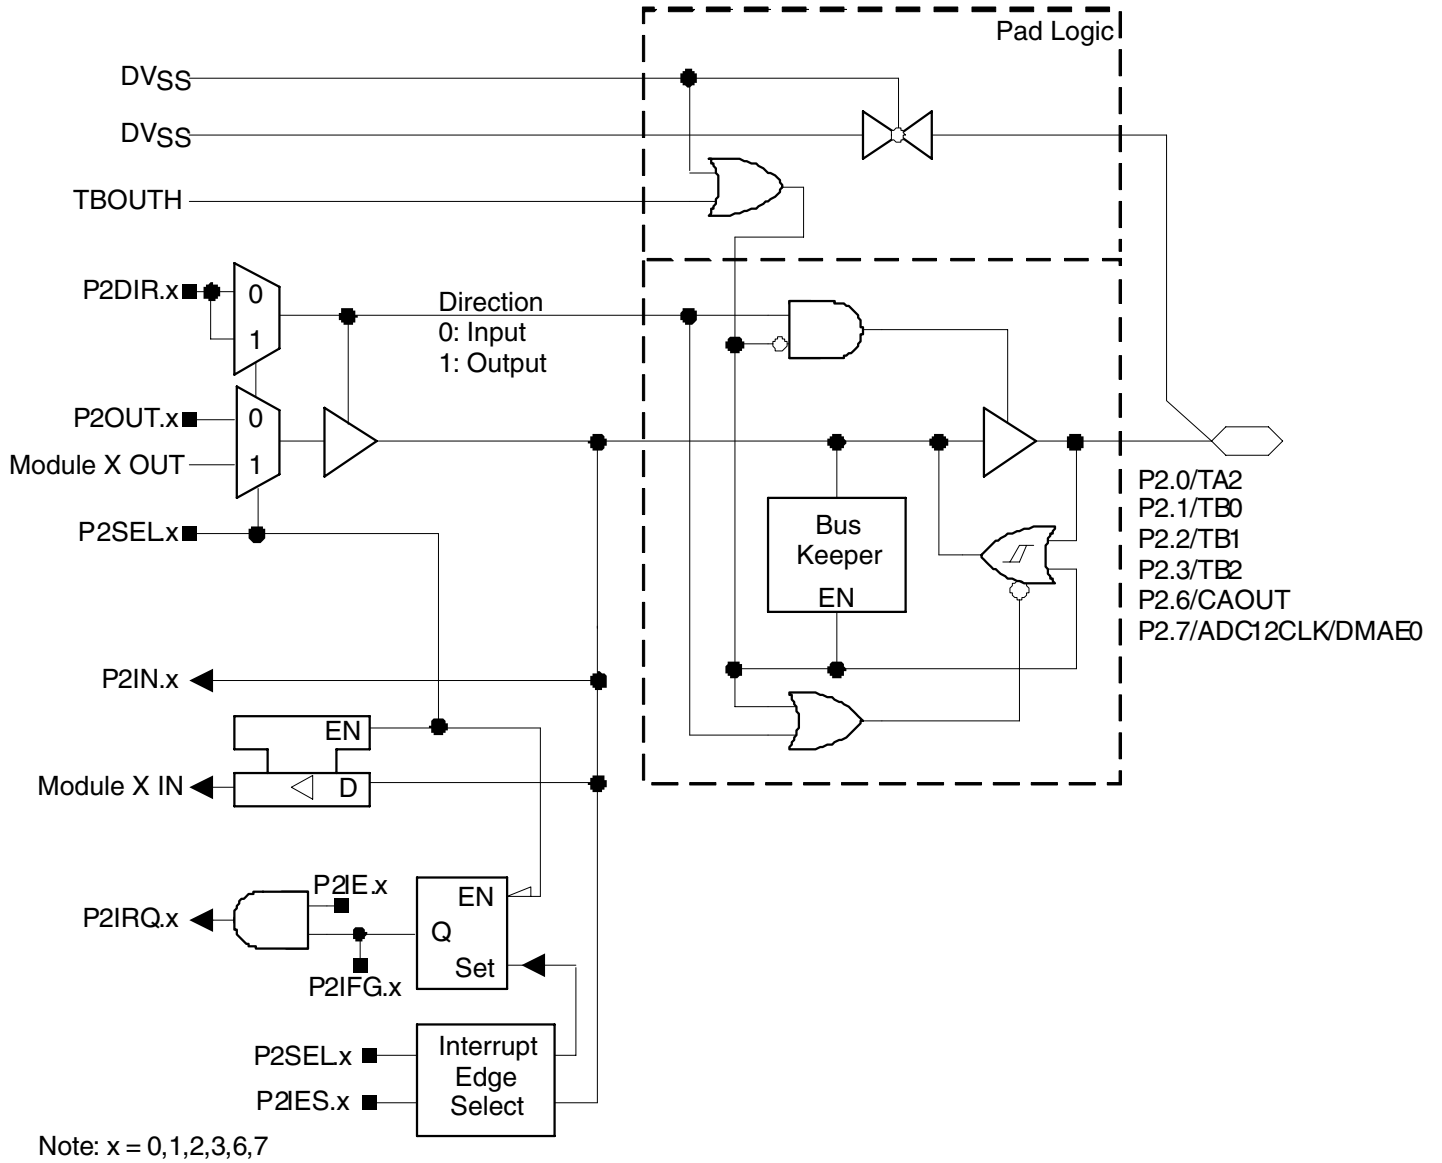 Pad Logic
DVSS
DVSS
TBOUTH
P2DIR.x
0
1
Direction
0: Input
1: Output
P2OUT.x
0
Module X OUT
1
P2SEL.x
Bus
Keeper
EN
P2.0/TA2
P2.1/TB0
P2.2/TB1
P2.3/TB2
P2.6/CAOUT
P2.7/ADC12CLK/DMAE0
P2IN.x
EN
Module X IN
D
P2IE.x
EN
P2IRQ.x
Q
Set
P2IFG.x
P2SEL.x
P2IES.x
Interrupt
Edge
Select
Note: x = 0,1,2,3,6,7